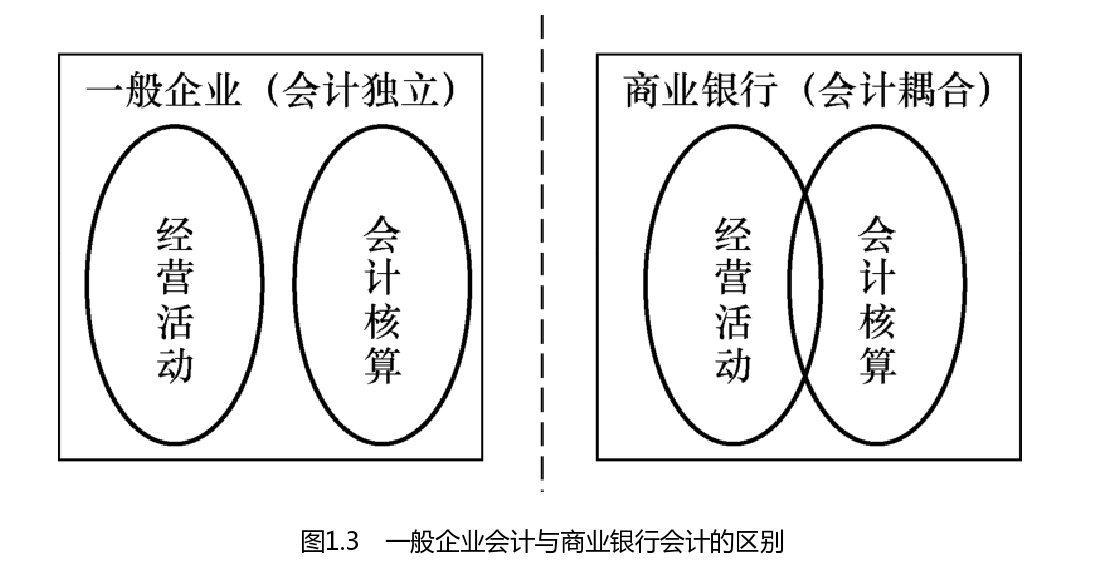 一般企业（会计独立）
经营活动
会计核算
商业银行（会计耦合）
经营活动
会计核算
图1.3 一般企业会计与商业银行会计的区别